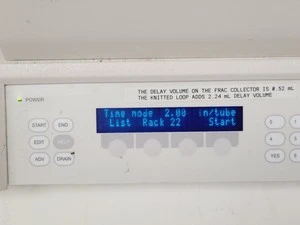 THE DELAY VOLUME ON THE FRAC COLLECTOR IS 0.52 mL
THE KNITTED LOOP ADDS 2.24 mL DELAY VOLUME
POWER
Time mode 2.00 m/tube
List Rack 22 Start
START END
EDIT HELP
ADV DRAIN
YES